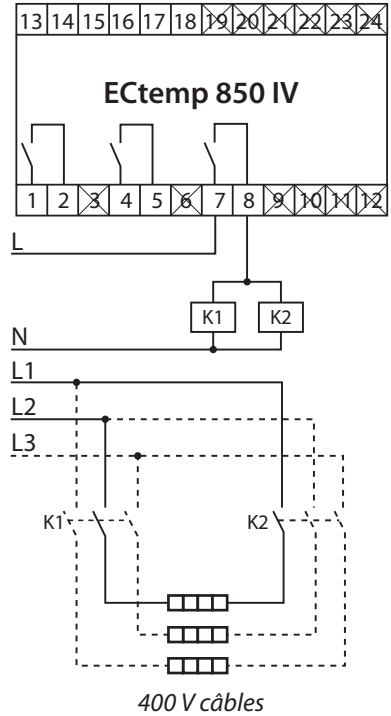 13 14 15 16 17 18 19 20 21 22 23 24
ECtemp 850 IV
1 2 3 4 5 6 7 8 9 10 11 12
L
K1 K2
N
L1
L2
L3
K1 K2
400 V câbles